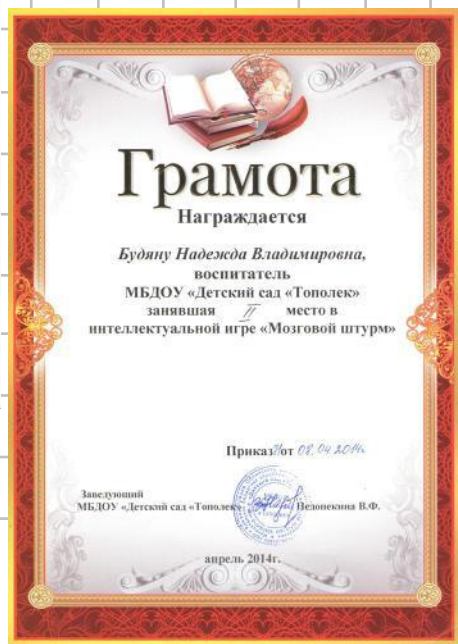 Грамота
Награждается
Будяну Надежда Владимировна,
воспитатель
МБДОУ «Детский сад «Тополек»
занявшая II место в
интеллектуальной игре «Мозговой штурм»
Приказ от 08.04.2014г.
Заведующий
МБДОУ «Детский сад «Тополек» Недопекина В.Ф.
апрель 2014г.